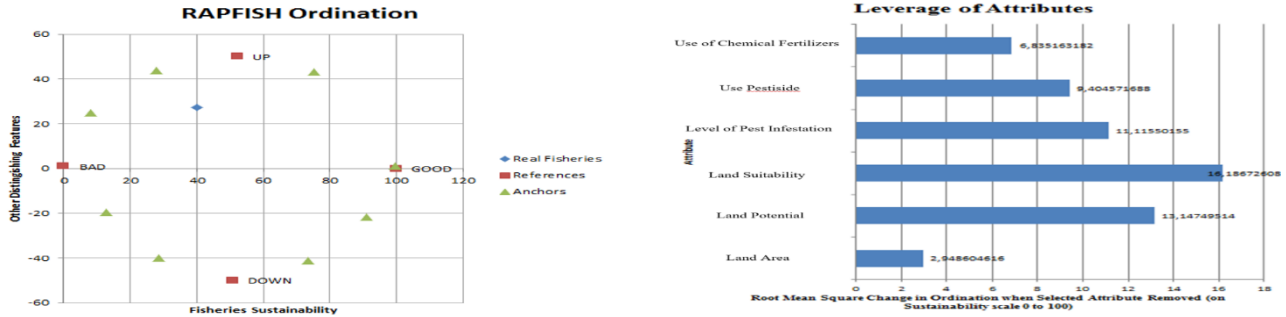 RAPFISH Ordination
60
UP
40
20
BAD
0
GOOD
0 20 40 60 80 100 120
-20
-40
DOWN
-60
Other Distingishing Features
Fisheries Sustainability
Real Fisheries
References
Anchors
Leverage of Attributes
Use of Chemical Fertilizers
6,835163182
Use Pestiside
9,404571688
Level of Pest Infestation
11,11550155
Attribute
Land Suitability
16,18672608
Land Potential
13,14749514
Land Area
2,948604616
0 2 4 6 8 10 12 14 16 18
Root Mean Square Change in Ordination when Selected Attribute Removed (on
Sustainability scale 0 to 100)